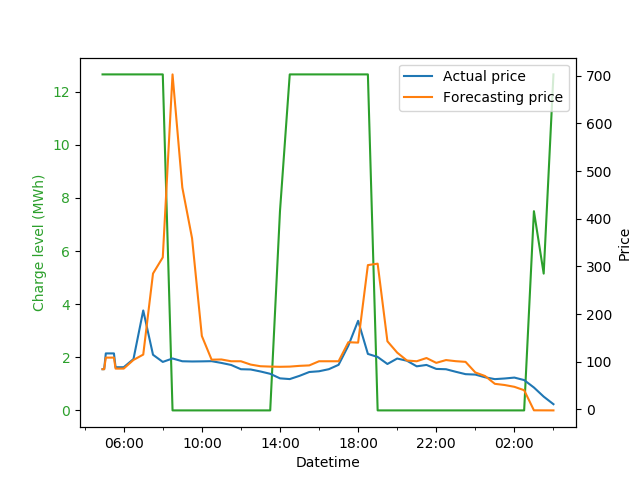 Actual price
Forecasting price
Charge level (MWh)
12
10
8
6
4
2
0
700
600
500
400
300
200
100
0
Price
06:00 10:00 14:00 18:00 22:00 02:00
Datetime